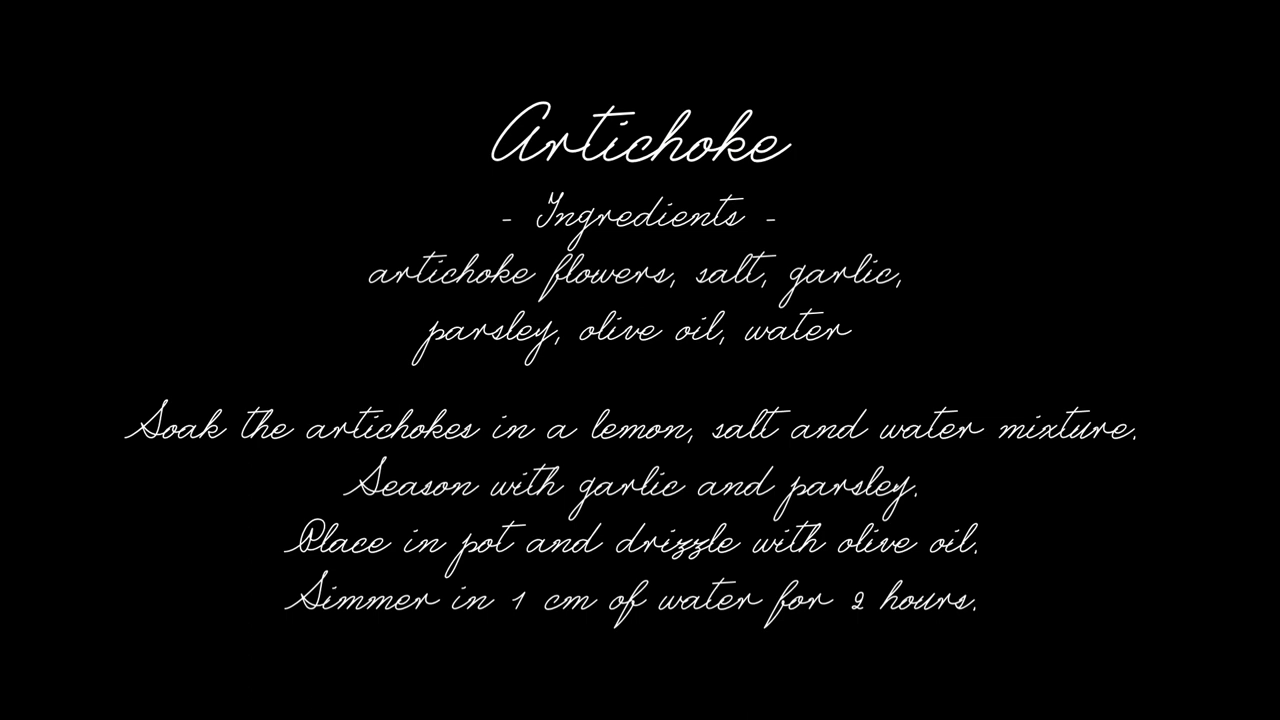 Artichoke
- Ingredients -
artichoke flowers, salt, garlic,
parsley, olive oil, water
Soak the artichokes in a lemon, salt and water mixture.
Season with garlic and parsley.
Place in pot and drizzle with olive oil.
Simmer in 1 cm of water for 2 hours.